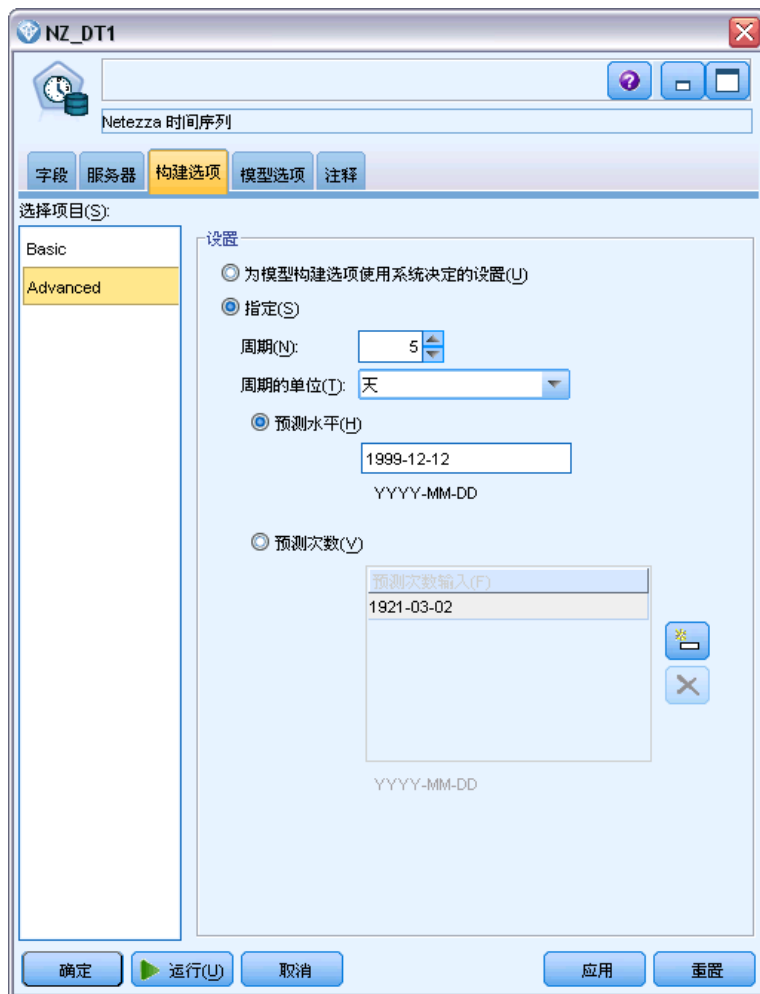 NZ_DT1
Netezza 时间序列
字段 服务器 构建选项 模型选项 注释
选择项目(S):
Basic
Advanced
设置
为模型构建选项使用系统决定的设置(U)
指定(S)
周期(N): 5
周期的单位(T): 天
预测水平(H)
1999-12-12
YYYY-MM-DD
预测次数(V)
预测次数输入(F)
1921-03-02
YYYY-MM-DD
确定 运行(U) 取消 应用 重置